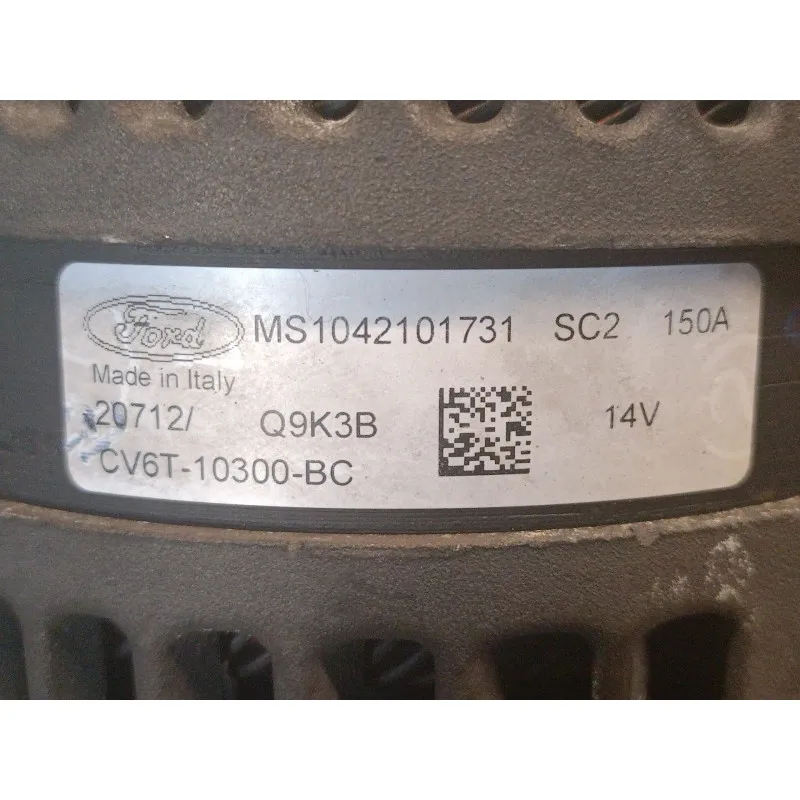 Ford MS1042101731 SC2 150A
Made in Italy
20712/ Q9K3B 14V
CV6T-10300-BC